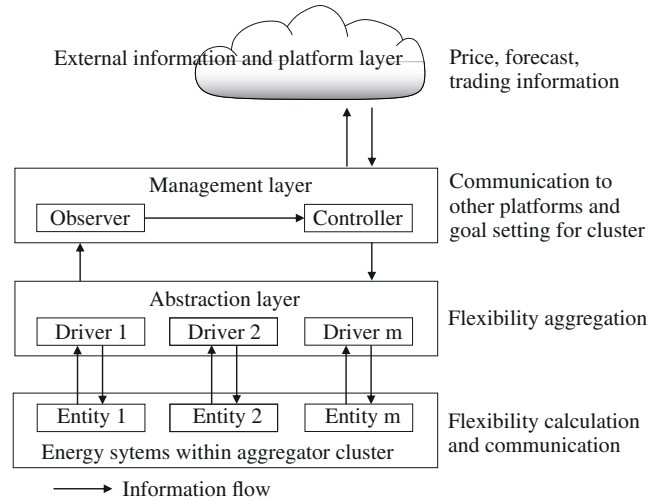 External information and platform layer
Price, forecast,
trading information
Management layer
Observer
Controller
Communication to
other platforms and
goal setting for cluster
Abstraction layer
Driver 1
Driver 2
Driver m
Flexibility aggregation
Entity 1
Entity 2
Entity m
Energy sytems within aggregator cluster
Flexibility calculation
and communication
Information flow